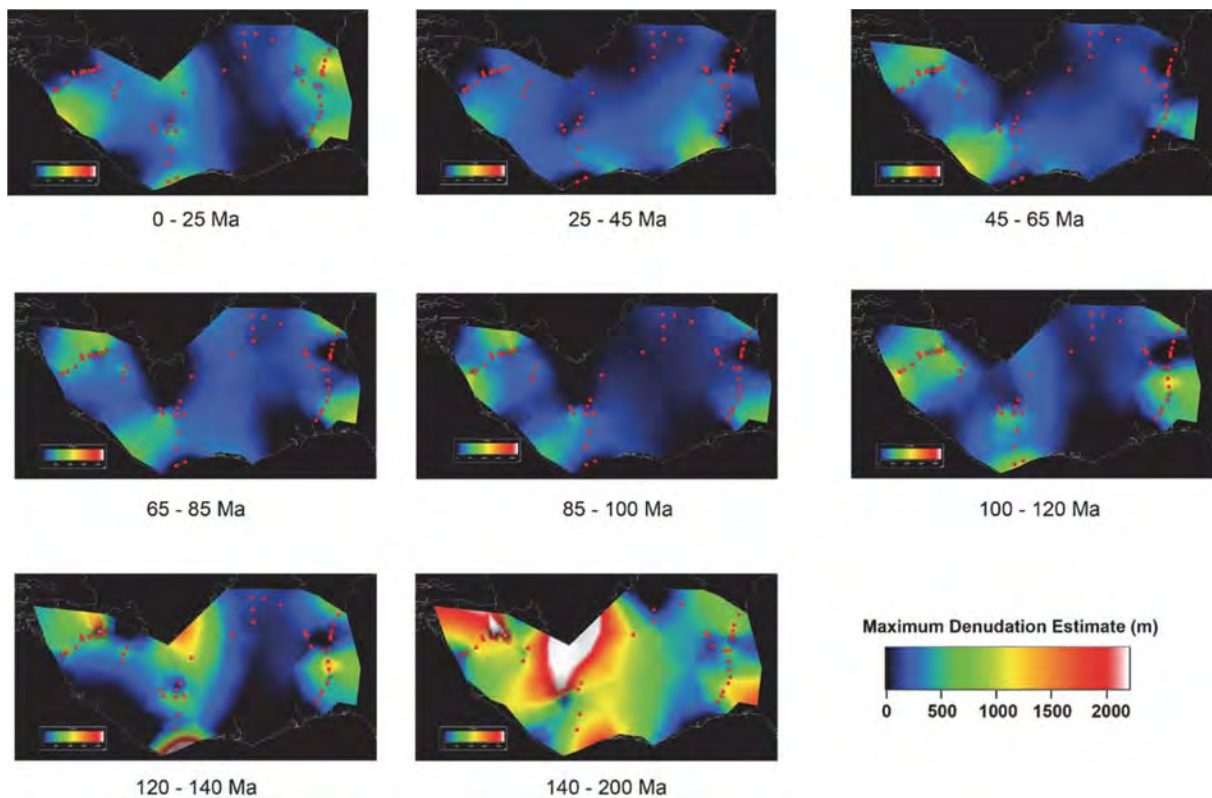 0 - 25 Ma
25 - 45 Ma
45 - 65 Ma
65 - 85 Ma
85 - 100 Ma
100 - 120 Ma
120 - 140 Ma
140 - 200 Ma
Maximum Denudation Estimate (m)
0 500 1000 1500 2000